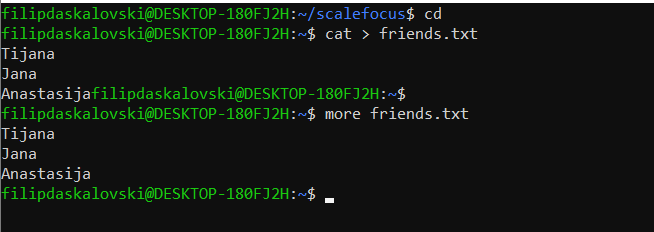 filipdaskalovski@DESKTOP-180FJ2H:~/scalefocus$ cd
filipdaskalovski@DESKTOP-180FJ2H:~$ cat > friends.txt
Tijana
Jana
Anastasijafilipdaskalovski@DESKTOP-180FJ2H:~$
filipdaskalovski@DESKTOP-180FJ2H:~$ more friends.txt
Tijana
Jana
Anastasija
filipdaskalovski@DESKTOP-180FJ2H:~$